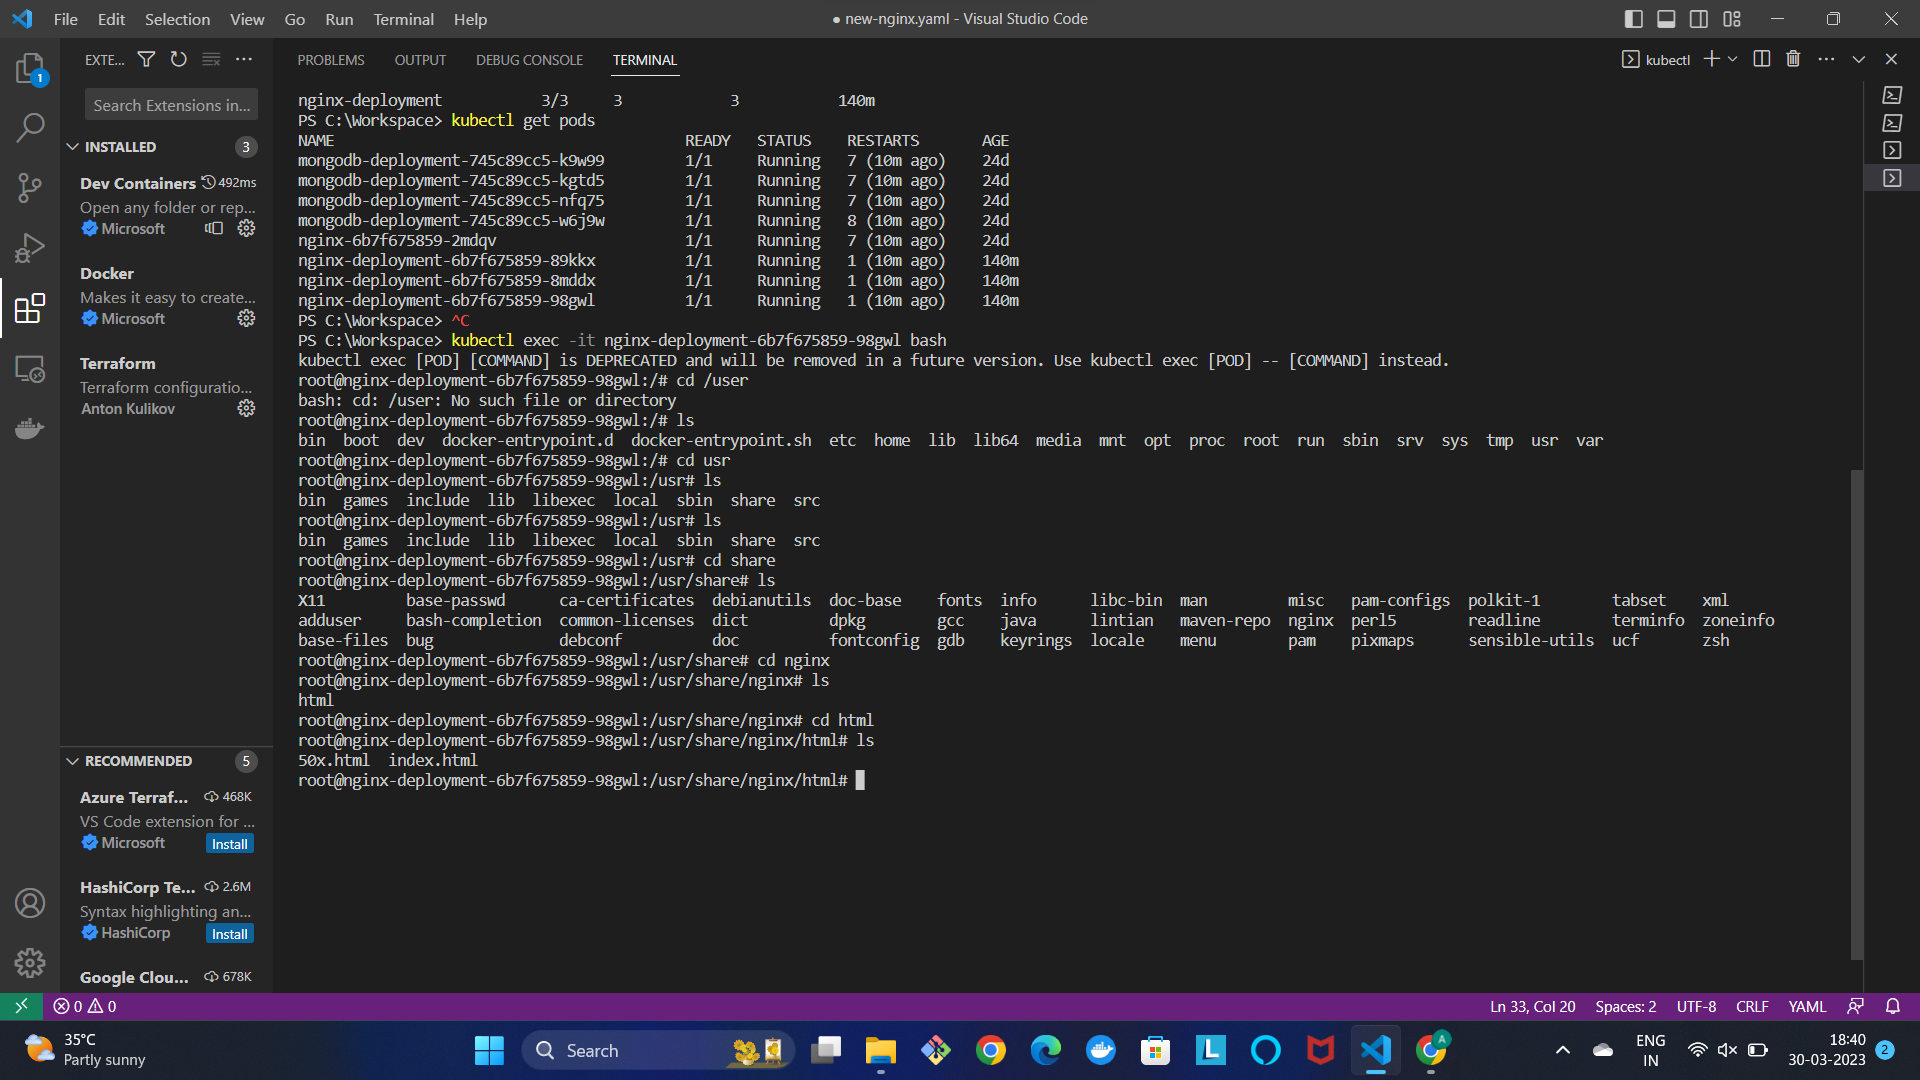 File Edit Selection View Go Run Terminal Help
● new-nginx.yaml - Visual Studio Code
EXTE...
Search Extensions in...
INSTALLED 3
Dev Containers 492ms
Open any folder or rep...
Microsoft
Docker
Makes it easy to create...
Microsoft
Terraform
Terraform configuratio...
Anton Kulikov
RECOMMENDED 5
Azure Terraf... 468K
VS Code extension for ...
Microsoft Install
HashiCorp Te... 2.6M
Syntax highlighting an...
HashiCorp Install
Google Clou... 678K
1
PROBLEMS OUTPUT DEBUG CONSOLE TERMINAL
kubectl
nginx-deployment 3/3 3 3 140m
PS C:\Workspace> kubectl get pods
NAME READY STATUS RESTARTS AGE
mongodb-deployment-745c89cc5-k9w99 1/1 Running 7 (10m ago) 24d
mongodb-deployment-745c89cc5-kgtd5 1/1 Running 7 (10m ago) 24d
mongodb-deployment-745c89cc5-nfq75 1/1 Running 7 (10m ago) 24d
mongodb-deployment-745c89cc5-w6j9w 1/1 Running 8 (10m ago) 24d
nginx-6b7f675859-2mdqv 1/1 Running 7 (10m ago) 24d
nginx-deployment-6b7f675859-89kkx 1/1 Running 1 (10m ago) 140m
nginx-deployment-6b7f675859-8mddx 1/1 Running 1 (10m ago) 140m
nginx-deployment-6b7f675859-98gwl 1/1 Running 1 (10m ago) 140m
PS C:\Workspace> ^C
PS C:\Workspace> kubectl exec -it nginx-deployment-6b7f675859-98gwl bash
kubectl exec [POD] [COMMAND] is DEPRECATED and will be removed in a future version. Use kubectl exec [POD] -- [COMMAND] instead.
root@nginx-deployment-6b7f675859-98gwl:/# cd /user
bash: cd: /user: No such file or directory
root@nginx-deployment-6b7f675859-98gwl:/# ls
bin boot dev docker-entrypoint.d docker-entrypoint.sh etc home lib lib64 media mnt opt proc root run sbin srv sys tmp usr var
root@nginx-deployment-6b7f675859-98gwl:/# cd usr
root@nginx-deployment-6b7f675859-98gwl:/usr# ls
bin games include lib libexec local sbin share src
root@nginx-deployment-6b7f675859-98gwl:/usr# ls
bin games include lib libexec local sbin share src
root@nginx-deployment-6b7f675859-98gwl:/usr# cd share
root@nginx-deployment-6b7f675859-98gwl:/usr/share# ls
X11 base-passwd ca-certificates debianutils doc-base fonts info libc-bin man misc pam-configs polkit-1 tabset xml
adduser bash-completion common-licenses dict dpkg gcc java lintian maven-repo nginx perl5 readline terminfo zoneinfo
base-files bug debconf doc fontconfig gdb keyrings locale menu pam pixmaps sensible-utils ucf zsh
root@nginx-deployment-6b7f675859-98gwl:/usr/share# cd nginx
root@nginx-deployment-6b7f675859-98gwl:/usr/share/nginx# ls
html
root@nginx-deployment-6b7f675859-98gwl:/usr/share/nginx# cd html
root@nginx-deployment-6b7f675859-98gwl:/usr/share/nginx/html# ls
50x.html index.html
root@nginx-deployment-6b7f675859-98gwl:/usr/share/nginx/html#
0 0
Ln 33, Col 20 Spaces: 2 UTF-8 CRLF YAML
35°C
Partly sunny
Search
L
A
ENG
IN
18:40
30-03-2023
2